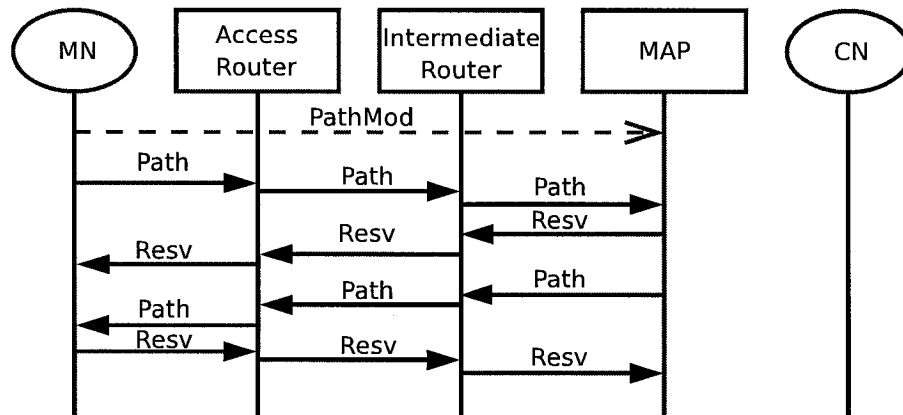 MN
Access
Router
Intermediate
Router
MAP
CN
PathMod
Path
Path
Path
Resv
Resv
Resv
Path
Path
Path
Resv
Resv
Resv